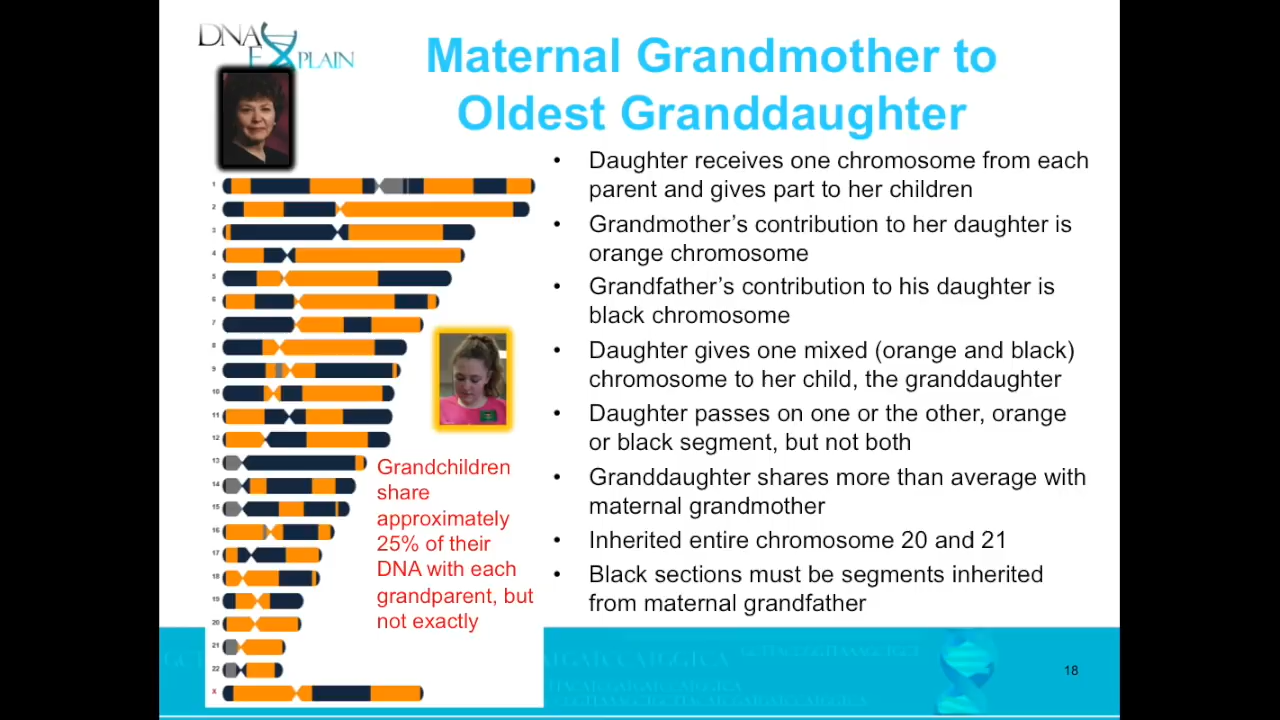 DNA
EXPLAIN
Maternal Grandmother to
Oldest Granddaughter
• Daughter receives one chromosome from each
parent and gives part to her children
• Grandmother’s contribution to her daughter is
orange chromosome
• Grandfather’s contribution to his daughter is
black chromosome
• Daughter gives one mixed (orange and black)
chromosome to her child, the granddaughter
• Daughter passes on one or the other, orange
or black segment, but not both
• Granddaughter shares more than average with
maternal grandmother
• Inherited entire chromosome 20 and 21
• Black sections must be segments inherited
from maternal grandfather
1
2
3
4
5
6
7
8
9
10
11
12
13
14
15
16
17
18
19
20
21
22
X
Grandchildren
share
approximately
25% of their
DNA with each
grandparent, but
not exactly
18